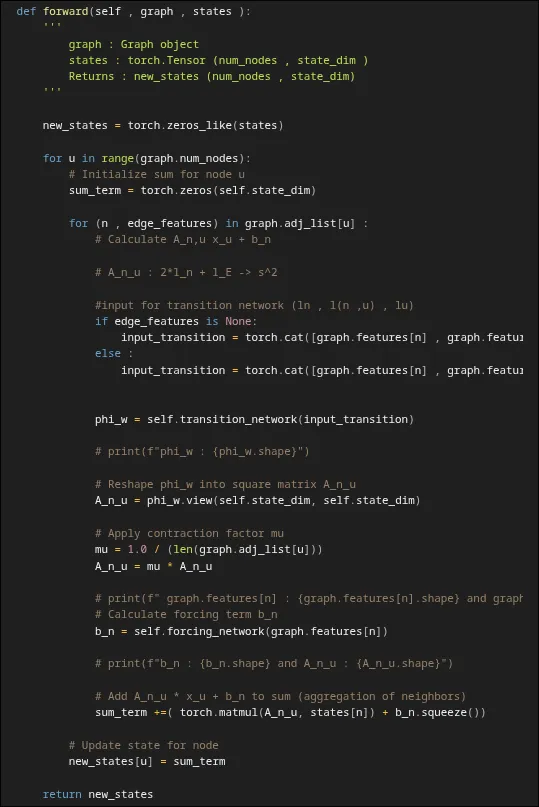 def forward(self , graph , states ):
'''
graph : Graph object
states : torch.Tensor (num_nodes , state_dim )
Returns : new_states (num_nodes , state_dim)
'''
new_states = torch.zeros_like(states)
for u in range(graph.num_nodes):
# Initialize sum for node u
sum_term = torch.zeros(self.state_dim)
for (n , edge_features) in graph.adj_list[u] :
# Calculate A_n,u x_u + b_n
# A_n_u : 2*l_n + l_E -> s^2
#input for transition network (ln , l(n ,u) , lu)
if edge_features is None:
input_transition = torch.cat([graph.features[n] , graph.featur
else :
input_transition = torch.cat([graph.features[n] , graph.featur
phi_w = self.transition_network(input_transition)
# print(f"phi_w : {phi_w.shape}")
# Reshape phi_w into square matrix A_n_u
A_n_u = phi_w.view(self.state_dim, self.state_dim)
# Apply contraction factor mu
mu = 1.0 / (len(graph.adj_list[u]))
A_n_u = mu * A_n_u
# print(f" graph.features[n] : {graph.features[n].shape} and graph
# Calculate forcing term b_n
b_n = self.forcing_network(graph.features[n])
# print(f"b_n : {b_n.shape} and A_n_u : {A_n_u.shape}")
# Add A_n_u * x_u + b_n to sum (aggregation of neighbors)
sum_term +=( torch.matmul(A_n_u, states[n]) + b_n.squeeze())
# Update state for node
new_states[u] = sum_term
return new_states